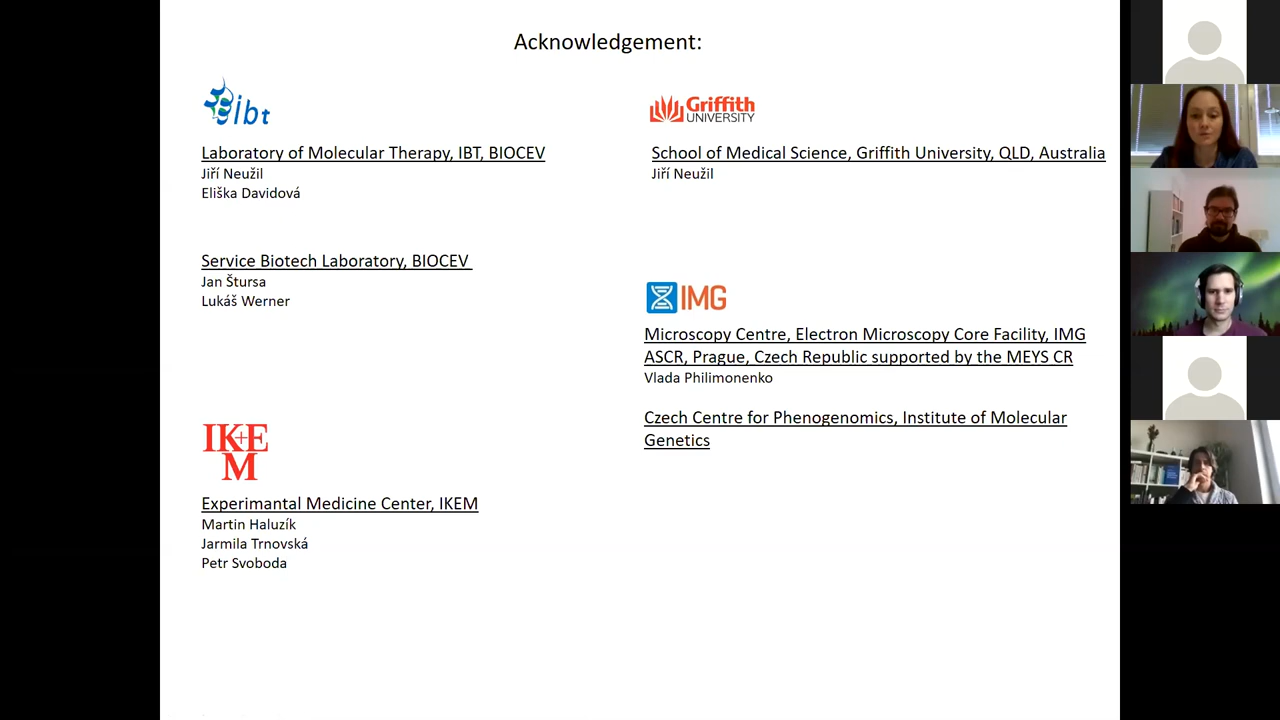 Acknowledgement:
ibt
Laboratory of Molecular Therapy, IBT, BIOCEV
Jiří Neužil
Eliška Davidová
Service Biotech Laboratory, BIOCEV
Jan Štursa
Lukáš Werner
IKEM
Experimantal Medicine Center, IKEM
Martin Haluzík
Jarmila Trnovská
Petr Svoboda
Griffith
UNIVERSITY
School of Medical Science, Griffith University, QLD, Australia
Jiří Neužil
IMG
Microscopy Centre, Electron Microscopy Core Facility, IMG
ASCR, Prague, Czech Republic supported by the MEYS CR
Vlada Philimonenko
Czech Centre for Phenogenomics, Institute of Molecular
Genetics